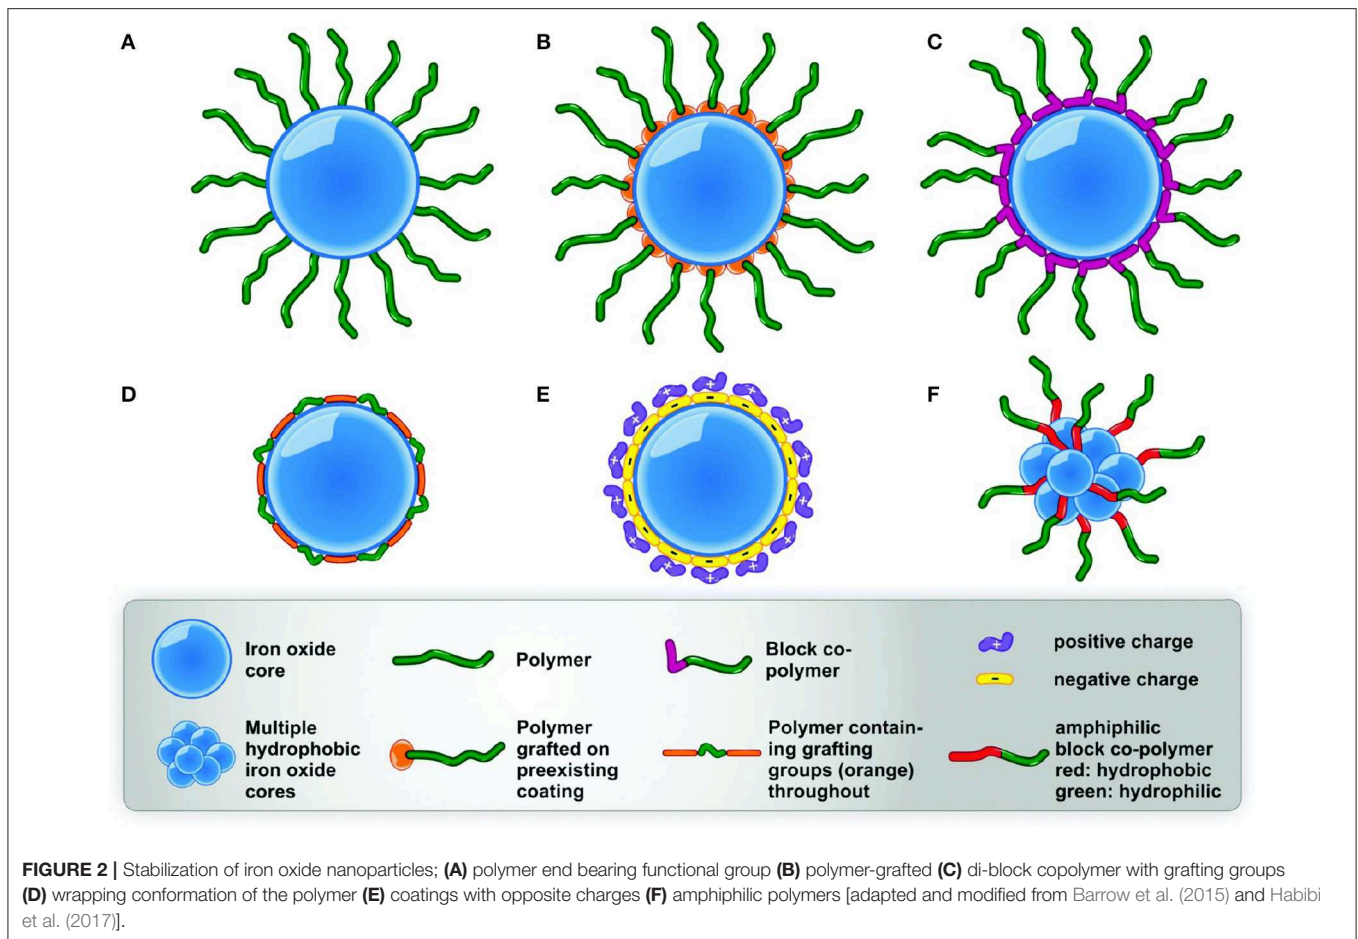 A
B
C
D
E
F
Iron oxide
core
Polymer
Block co-
polymer
positive charge
negative charge
Multiple
hydrophobic
iron oxide
cores
Polymer
grafted on
preexisting
coating
Polymer contain-
ing grafting
groups (orange)
throughout
amphiphilic
block co-polymer
red: hydrophobic
green: hydrophilic
FIGURE 2 | Stabilization of iron oxide nanoparticles; (A) polymer end bearing functional group (B) polymer-grafted (C) di-block copolymer with grafting groups
(D) wrapping conformation of the polymer (E) coatings with opposite charges (F) amphiphilic polymers [adapted and modified from Barrow et al. (2015) and Habibi
et al. (2017)].